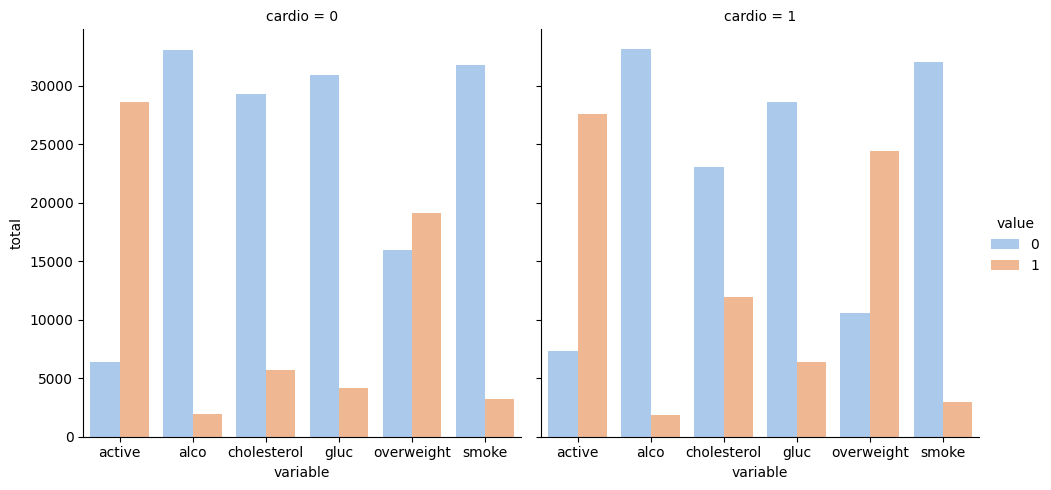 cardio = 0
cardio = 1
total
30000
25000
20000
15000
10000
5000
0
active alco cholesterol gluc overweight smoke
variable
active alco cholesterol gluc overweight smoke
variable
value
0
1